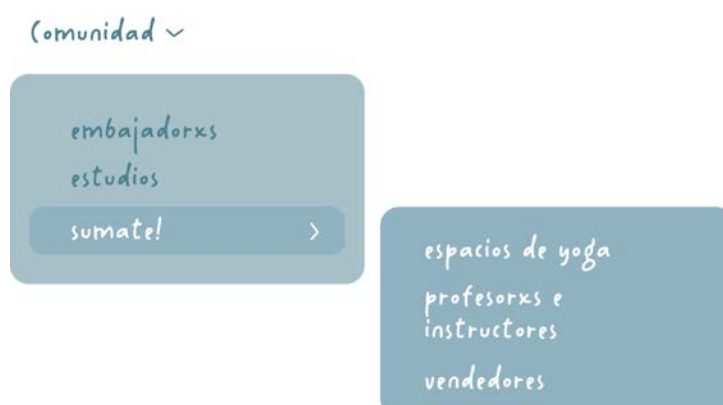 Comunidad
embajadorxs
estudios
sumate!
espacios de yoga
profesorxs e
instructores
vendedores